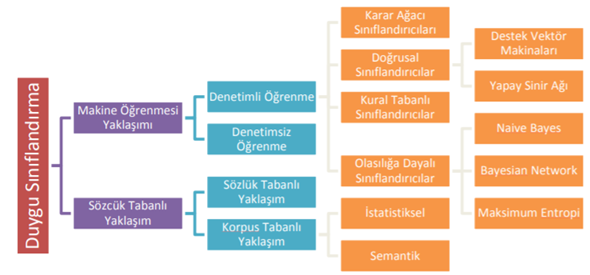 Duygu Sınıflandırma
Makine Öğrenmesi
Yaklaşımı
Denetimli Öğrenme
Karar Ağacı
Sınıflandırıcıları
Doğrusal
Sınıflandırıcılar
Destek Vektör
Makinaları
Yapay Sinir Ağı
Kural Tabanlı
Sınıflandırıcılar
Olasılığa Dayalı
Sınıflandırıcılar
Naive Bayes
Bayesian Network
Maksimum Entropi
Denetimsiz
Öğrenme
Sözcük Tabanlı
Yaklaşım
Sözlük Tabanlı
Yaklaşım
Korpus Tabanlı
Yaklaşım
İstatistiksel
Semantik